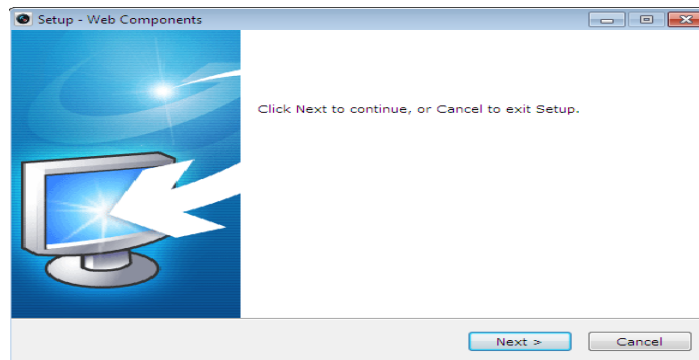 Setup - Web Components
Click Next to continue, or Cancel to exit Setup.
Next >
Cancel